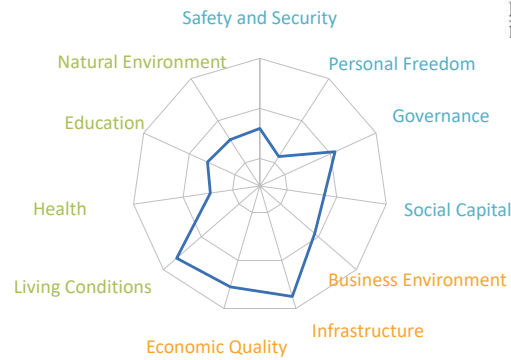 Safety and Security
Natural Environment
Personal Freedom
Education
Governance
Health
Social Capital
Living Conditions
Business Environment
Economic Quality
Infrastructure